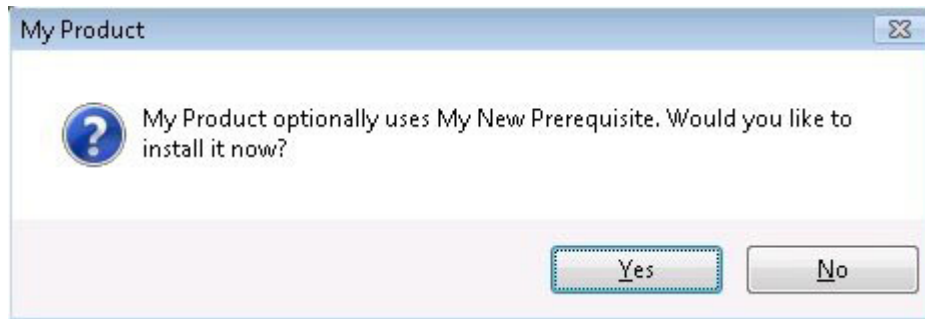 My Product
My Product optionally uses My New Prerequisite. Would you like to
install it now?
Yes
No